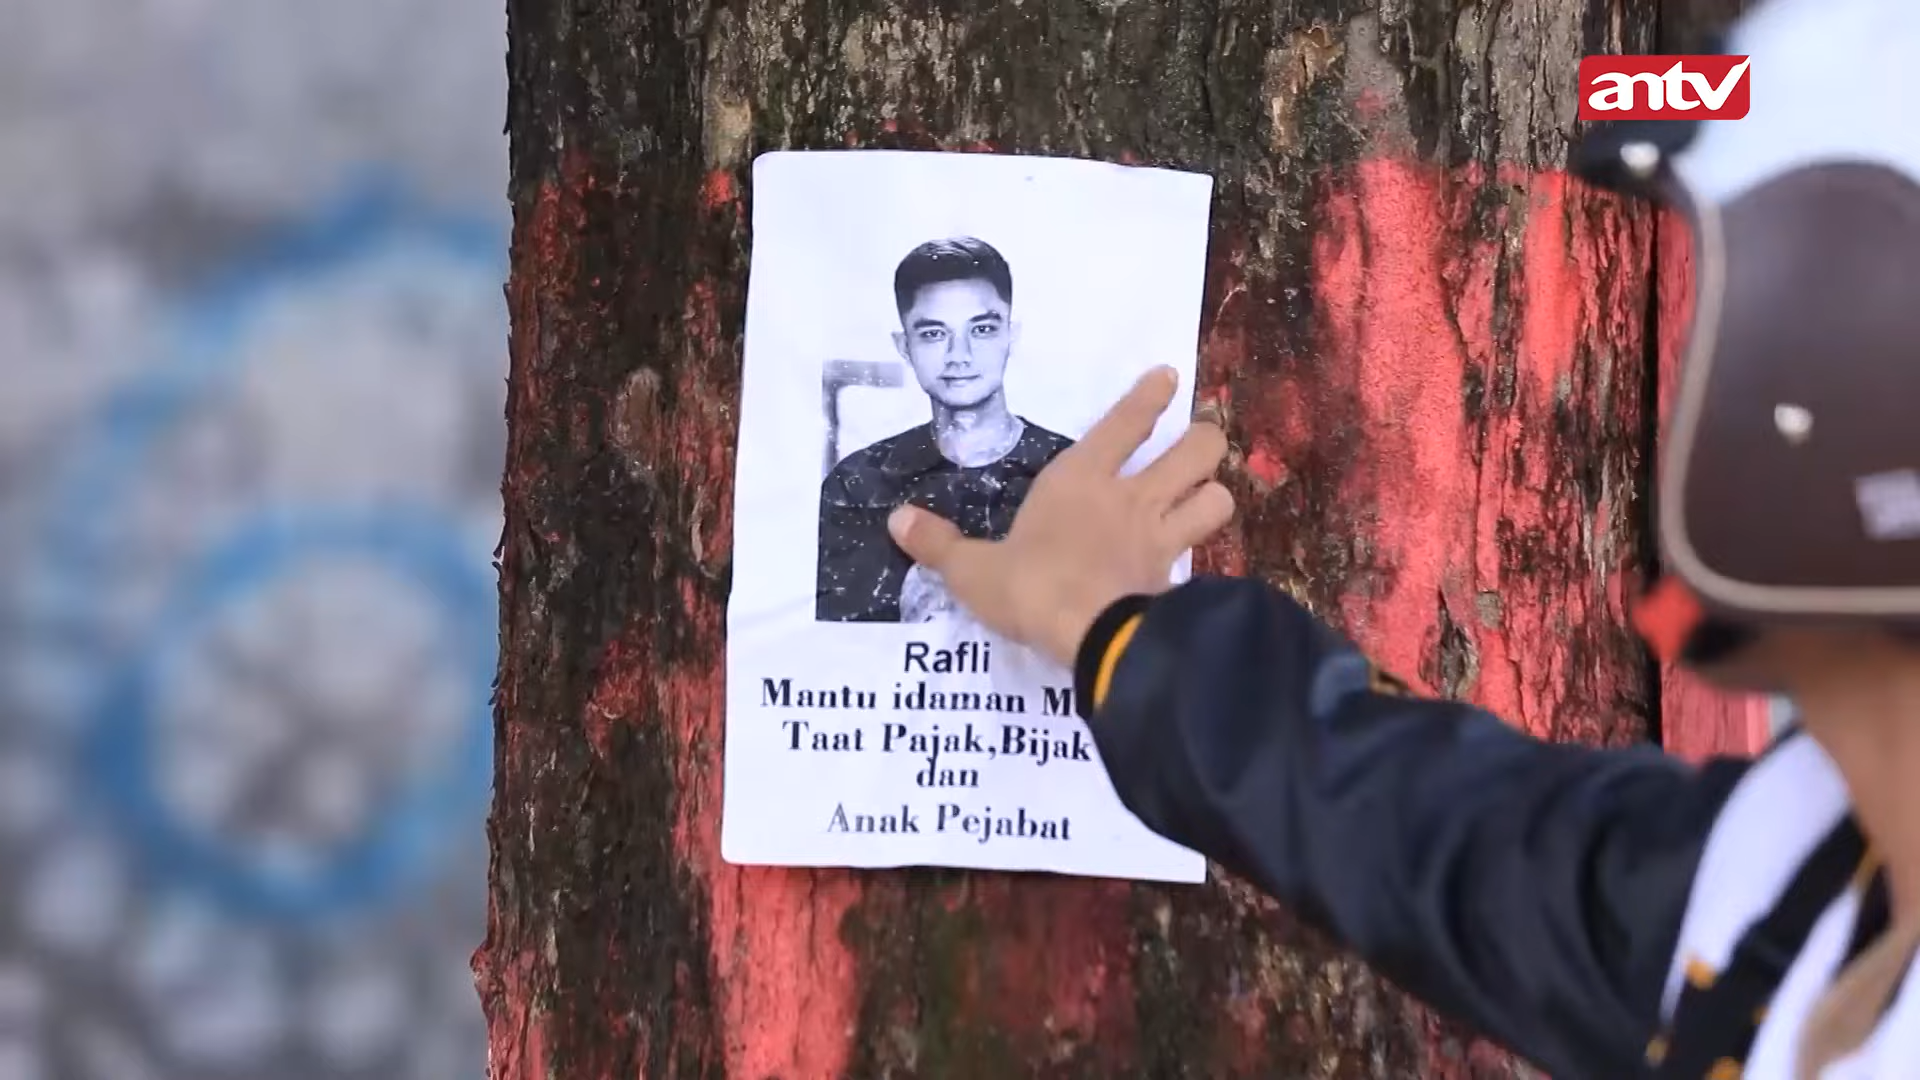 antv
Rafli
Mantu idaman
Taat Pajak,Bijak
dan
Anak Pejabat